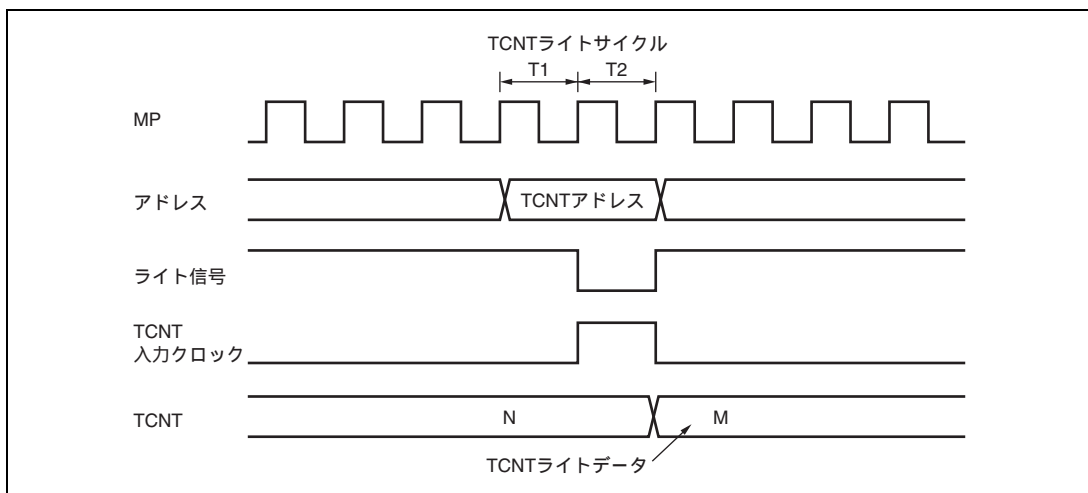 TCNTライトサイクル
T1 T2
MP
アドレス
TCNTアドレス
ライト信号
TCNT
入力クロック
TCNT
N
M
TCNTライトデータ